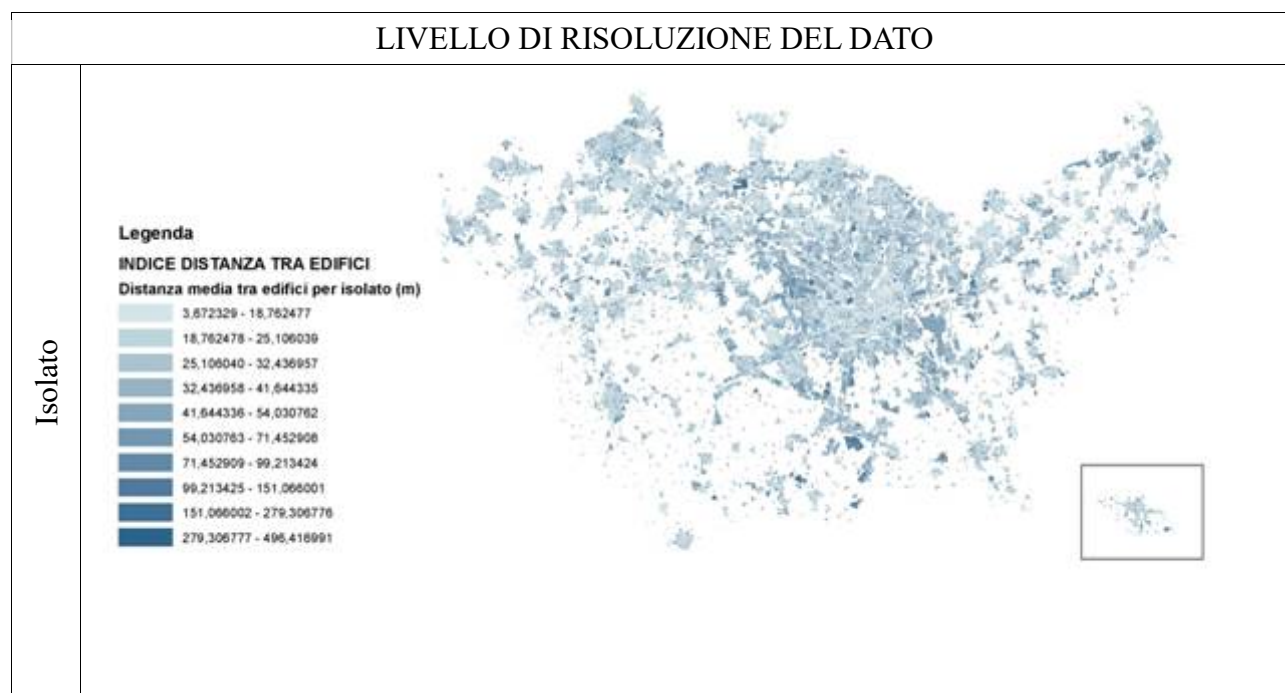 LIVELLO DI RISOLUZIONE DEL DATO
Isolato
Legenda
INDICE DISTANZA TRA EDIFICI
Distanza media tra edifici per isolato (m)
3,672329 - 18,762477
18,762478 - 25,106039
25,106040 - 32,436957
32,436958 - 41,644335
41,644336 - 54,030762
54,030763 - 71,452908
71,452909 - 99,213424
99,213425 - 151,066001
151,066002 - 279,306776
279,306777 - 496,416991